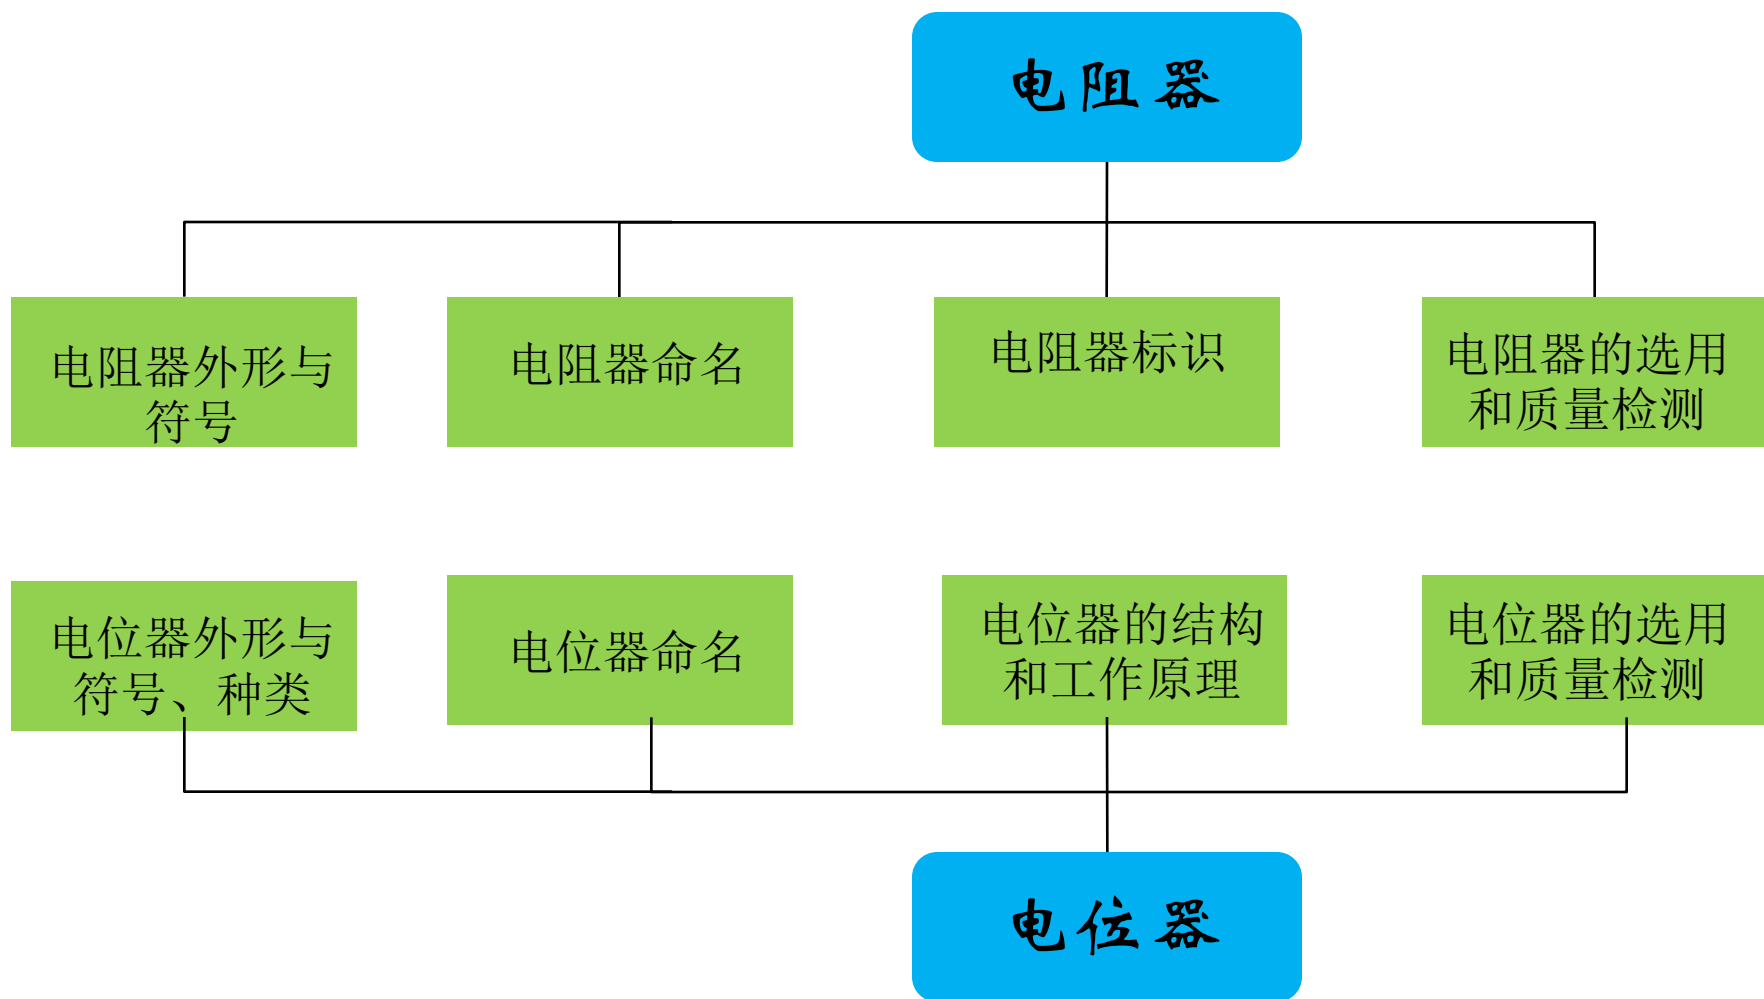 电阻器
电阻器外形与
符号
电阻器命名
电阻器标识
电阻器的选用
和质量检测
电位器外形与
符号、种类
电位器命名
电位器的结构
和工作原理
电位器的选用
和质量检测
电位器